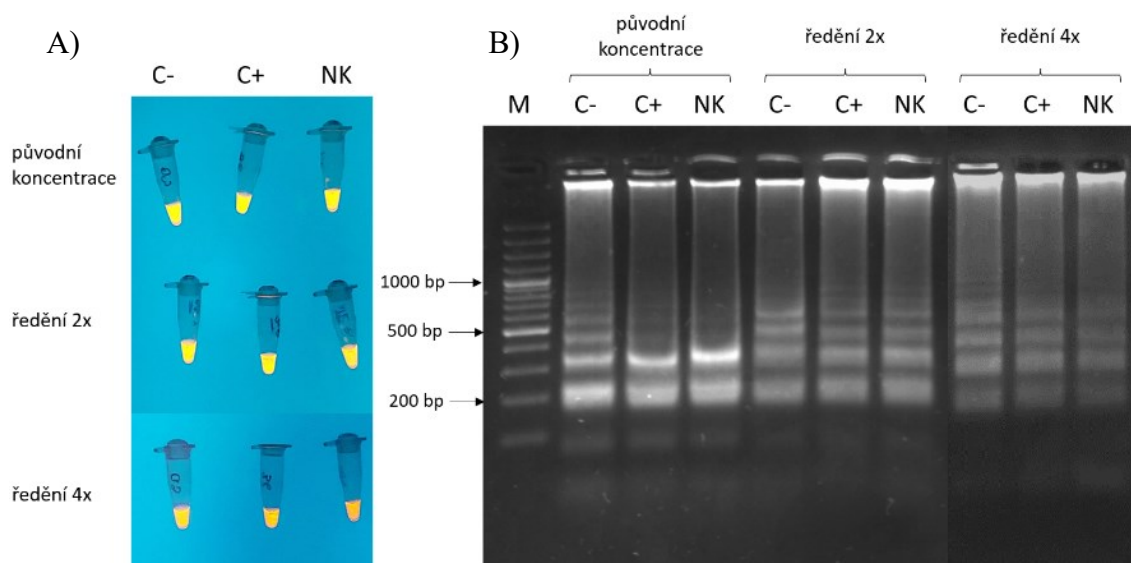 A)
C- C+ NK
původní
koncentrace
ředění 2x
ředění 4x
B)
původní
koncentrace
ředění 2x
ředění 4x
M C- C+ NK C- C+ NK C- C+ NK
1000 bp
500 bp
200 bp